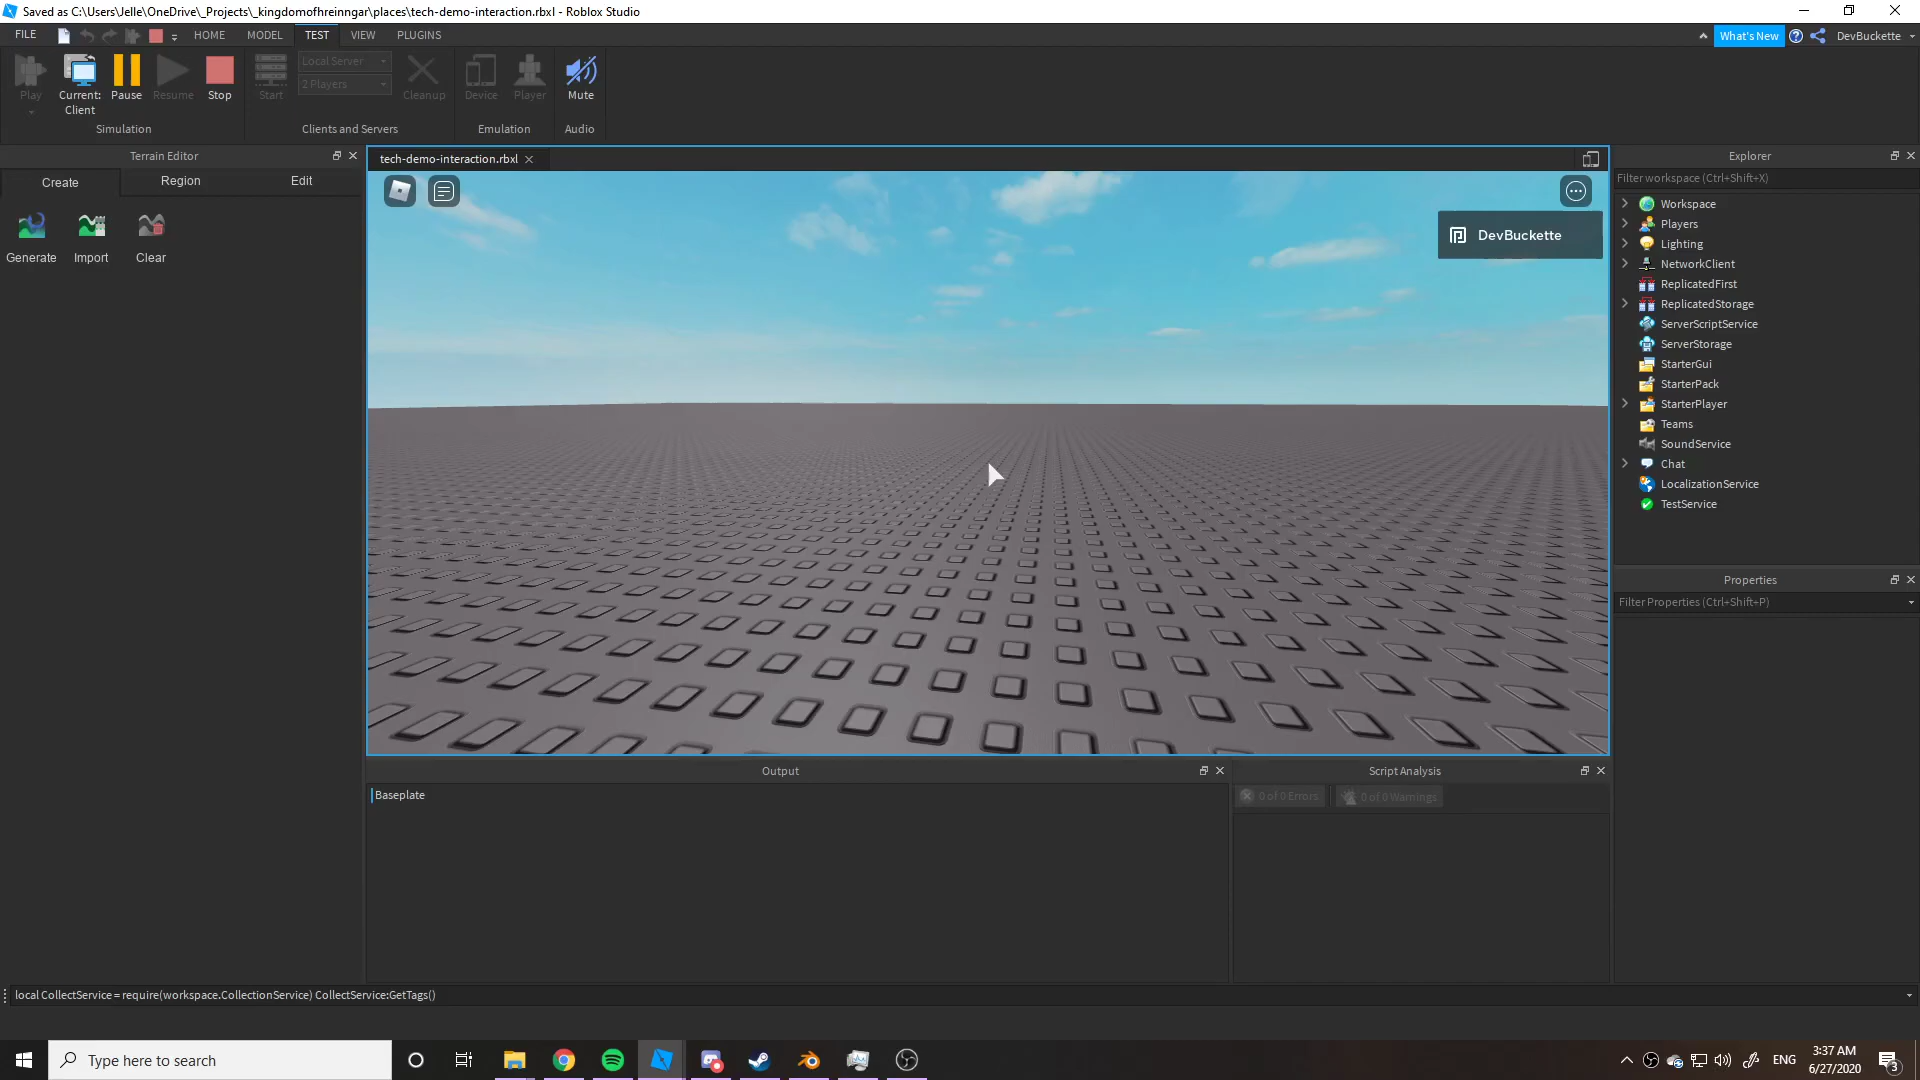 Saved as C:\Users\Jelle\OneDrive\_Projects\_kingdomofhreinngar\places\tech-demo-interaction.rbxl - Roblox Studio
FILE HOME MODEL TEST VIEW PLUGINS What's New DevBuckette
Play Current: Client Pause Resume Stop Start Local Server 2 Players Cleanup Device Player Mute
Simulation Clients and Servers Emulation Audio
Terrain Editor
Create Region Edit
Generate Import Clear
tech-demo-interaction.rbxl
DevBuckette
Explorer
Filter workspace (Ctrl+Shift+X)
Workspace
Players
Lighting
NetworkClient
ReplicatedFirst
ReplicatedStorage
ServerScriptService
ServerStorage
StarterGui
StarterPack
StarterPlayer
Teams
SoundService
Chat
LocalizationService
TestService
Properties
Filter Properties (Ctrl+Shift+P)
Output
Baseplate
Script Analysis
0 of 0 Errors 0 of 0 Warnings
local CollectService = require(workspace.CollectionService) CollectService:GetTags()
Type here to search
ENG
3:37 AM
6/27/2020
3